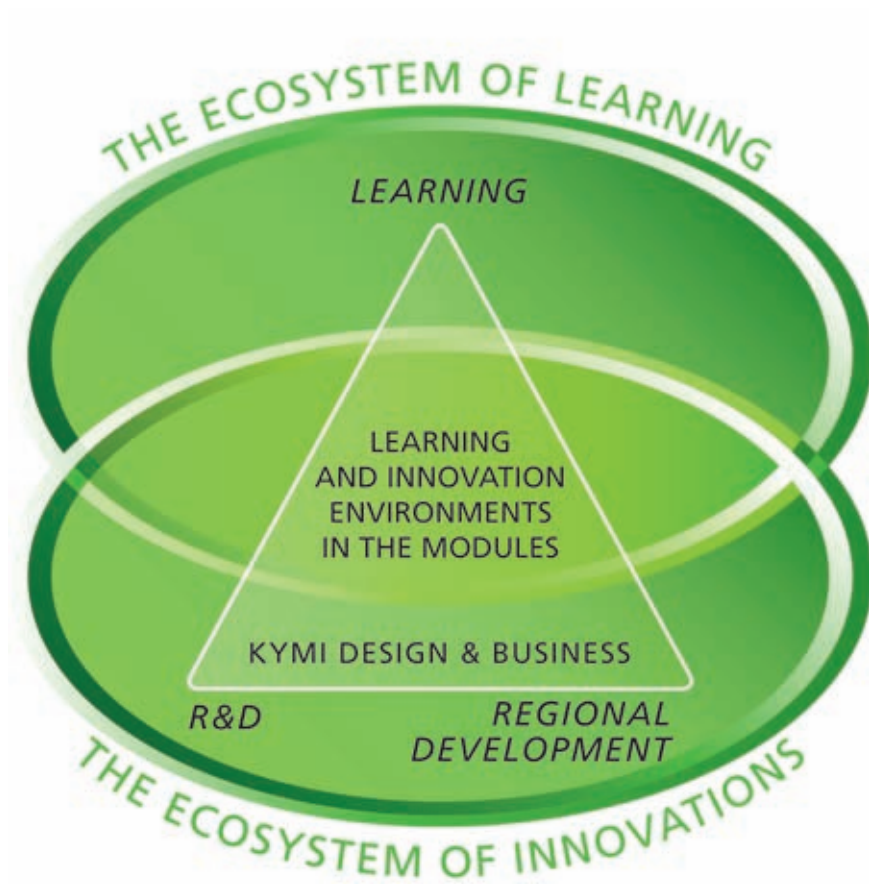 THE ECOSYSTEM OF LEARNING
LEARNING
LEARNING
AND INNOVATION
ENVIRONMENTS
IN THE MODULES
KYMI DESIGN & BUSINESS
R&D
REGIONAL
DEVELOPMENT
THE ECOSYSTEM OF INNOVATIONS